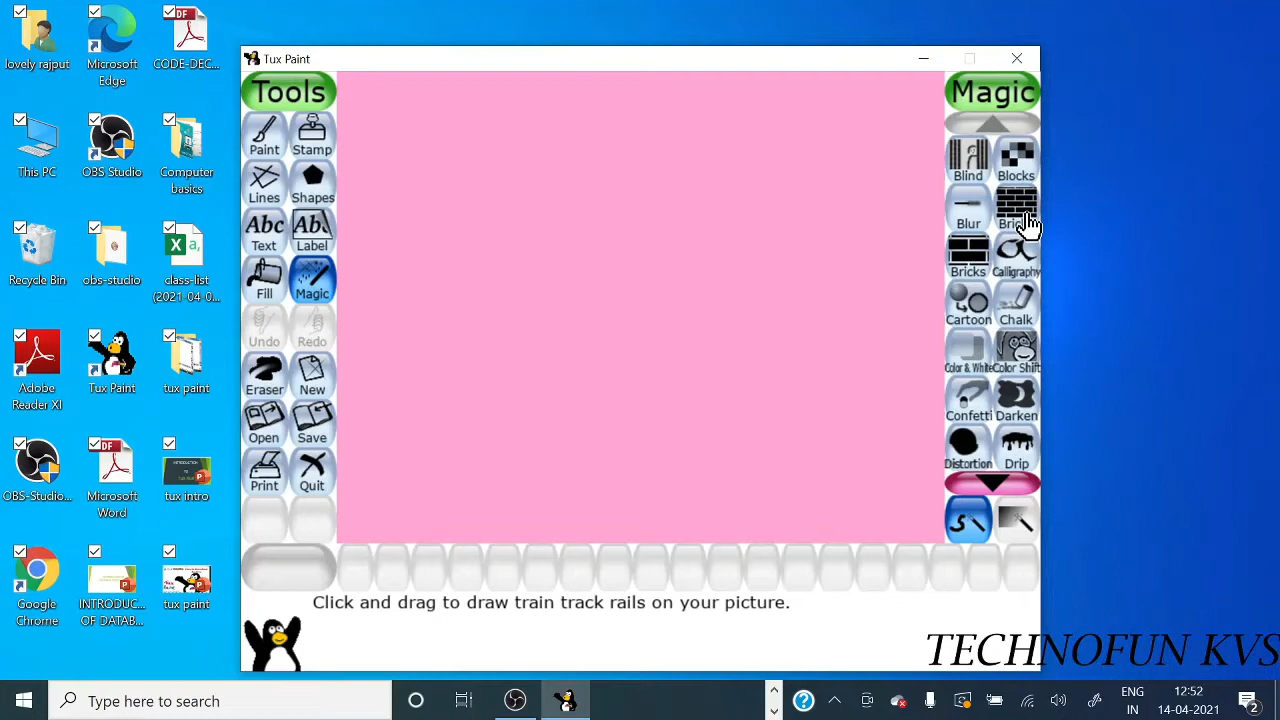 lovely rajput
Microsoft Edge
CODE-DEC...
This PC
OBS Studio
Computer basics
Recycle Bin
obs-studio
class-list (2021-04-0...
Adobe Reader XI
Tux Paint
tux paint
OBS-Studio...
Microsoft Word
tux intro
Google Chrome
INTRODUC... OF DATAB...
tux paint
Tux Paint
Tools
Paint
Stamp
Lines
Shapes
Abc
Text
Label
Fill
Magic
Undo
Redo
Eraser
New
Open
Save
Print
Quit
Magic
Blind
Blocks
Blur
Bricks
Calligraphy
Cartoon
Chalk
Color & White
Color Shift
Confetti
Darken
Distortion
Drip
Click and drag to draw train track rails on your picture.
TECHNOFUN KVS
Type here to search
ENG
IN
12:52
14-04-2021
2